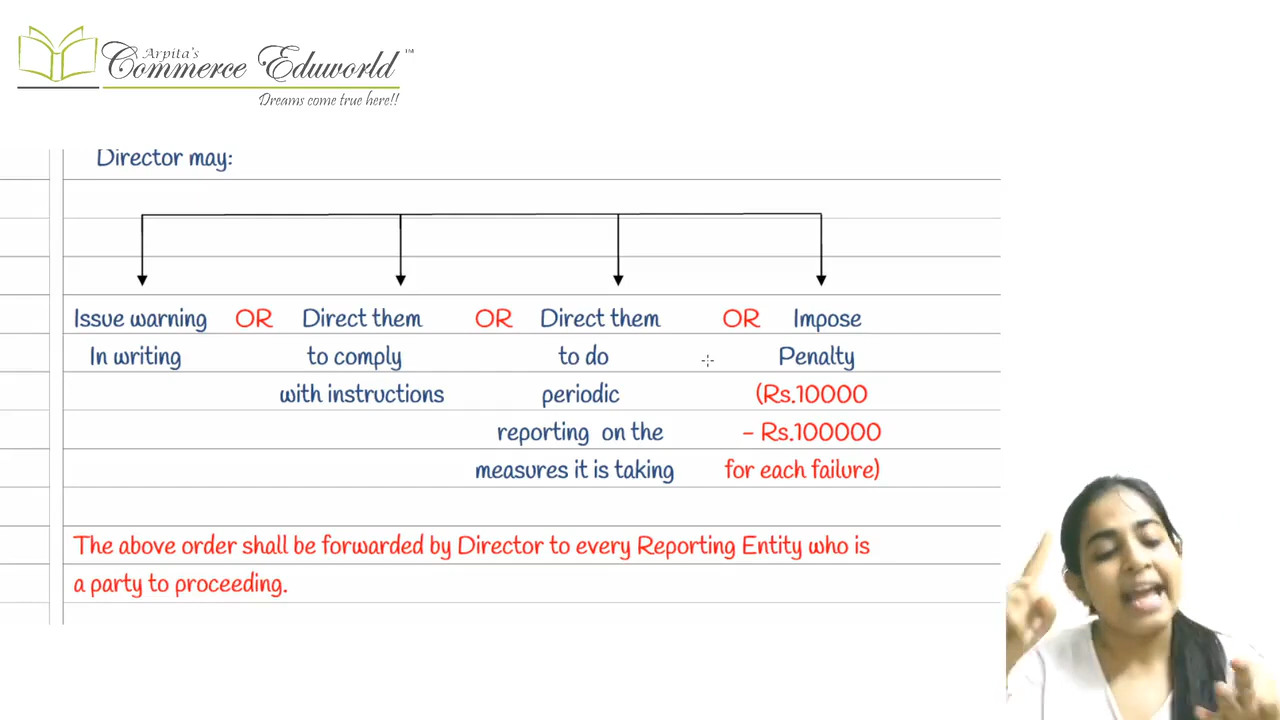 Arpita's
Commerce Eduworld™
Dreams come true here!!
Director may:
Issue warning OR Direct them OR Direct them OR Impose
In writing to comply to do Penalty
with instructions periodic (Rs.10000
reporting on the - Rs.100000
measures it is taking for each failure)
The above order shall be forwarded by Director to every Reporting Entity who is
a party to proceeding.